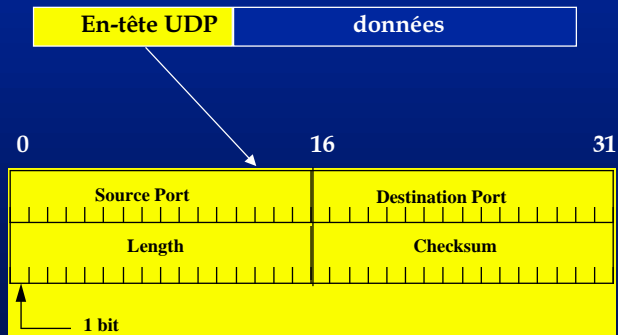 En-tête UDP données
0 16 31
Source Port Destination Port
Length Checksum
1 bit